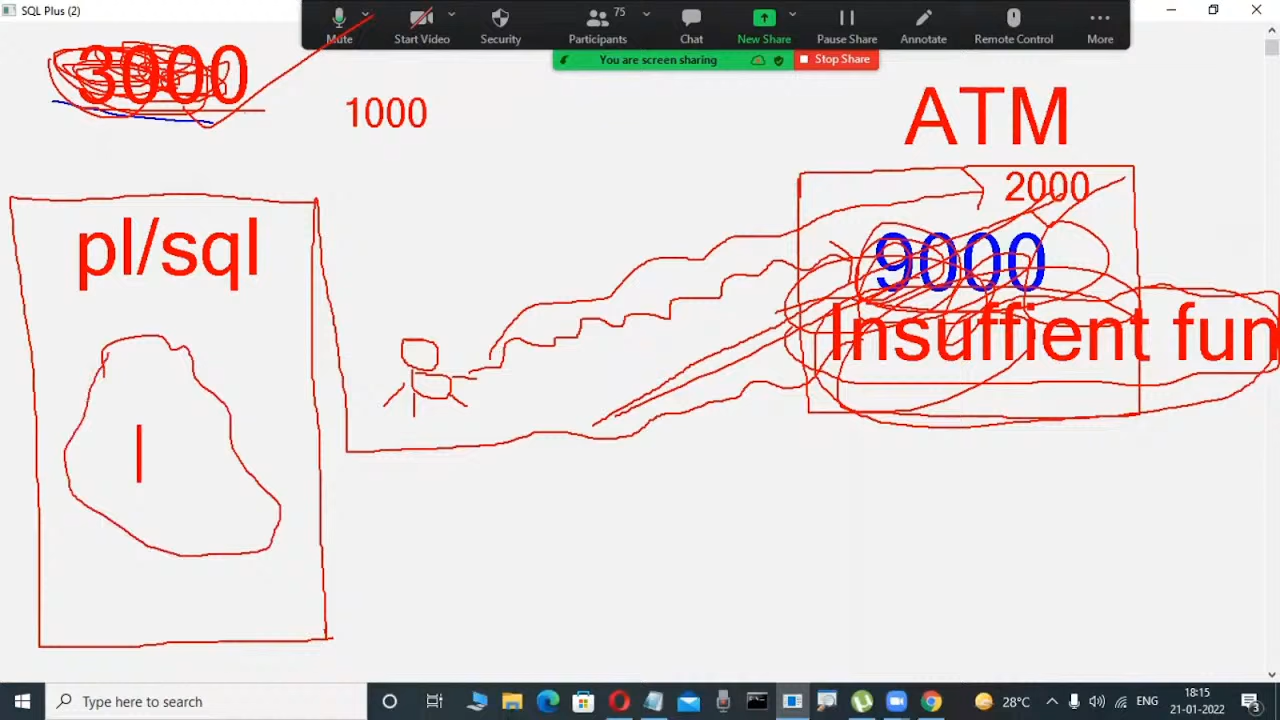 SQL Plus (2)
75
Mute
Start Video
Security
Participants
Chat
New Share
Pause Share
Annotate
Remote Control
More
You are screen sharing
Stop Share
3000
1000
ATM
2000
pl/sql
9000
Insuffient fun
I
Type here to search
28°C
ENG
18:15
21-01-2022
3